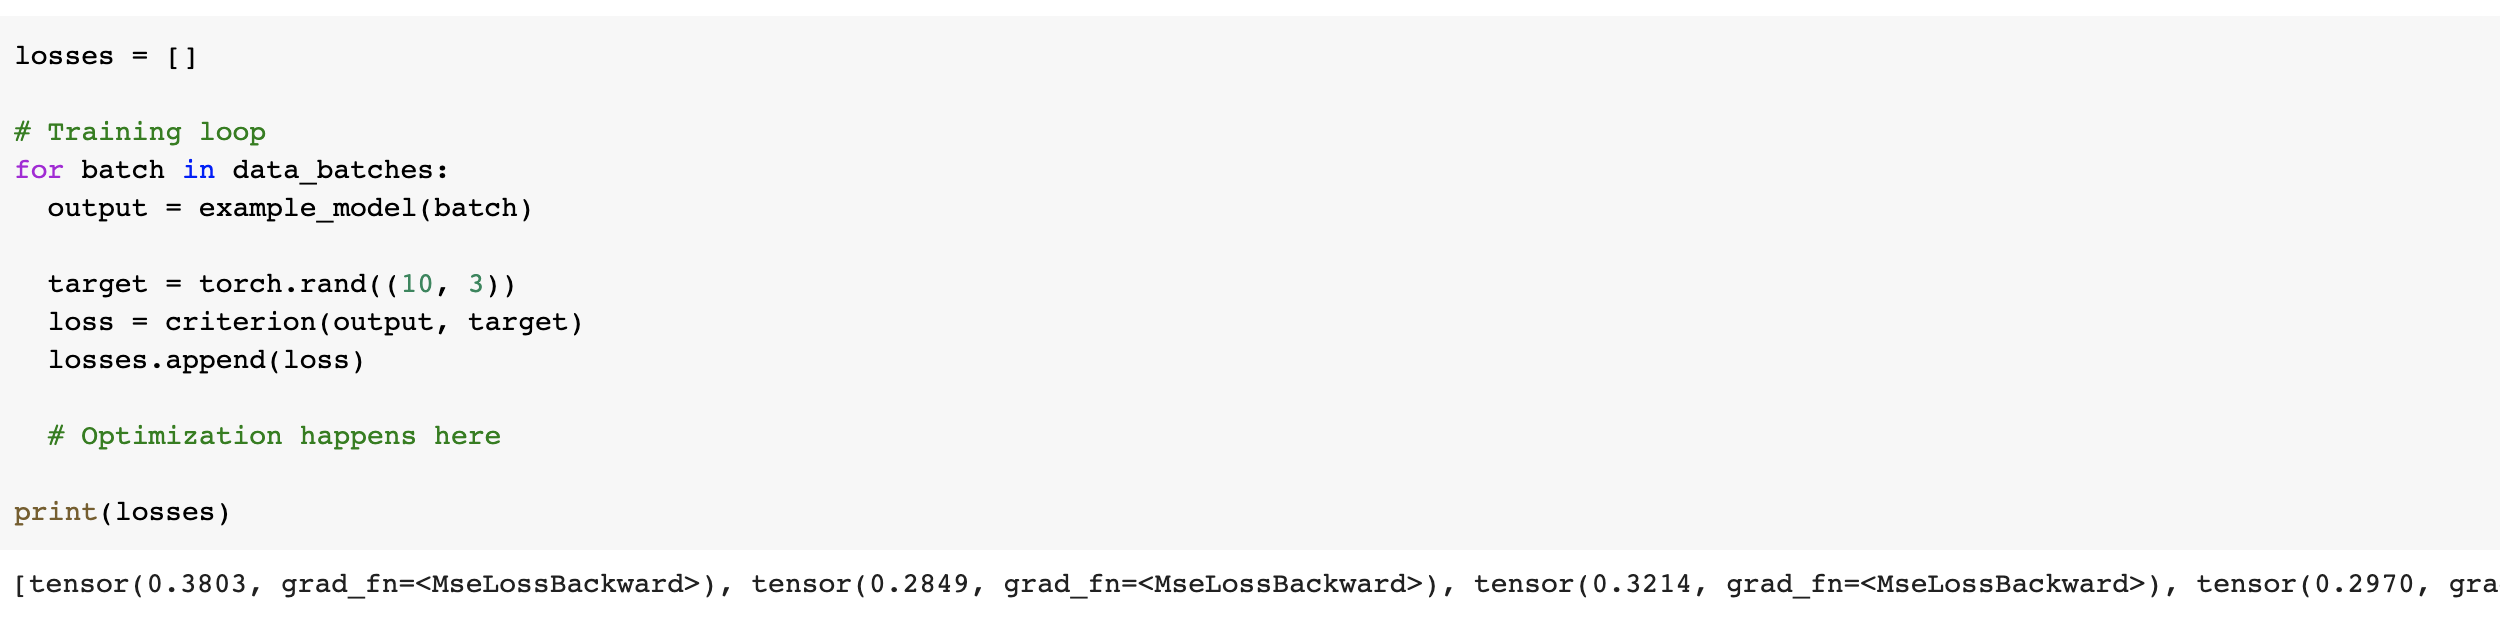 losses = []
# Training loop
for batch in data_batches:
  output = example_model(batch)
  target = torch.rand((10, 3))
  loss = criterion(output, target)
  losses.append(loss)
  # Optimization happens here
print(losses)
[tensor(0.3803, grad_fn=<MseLossBackward>), tensor(0.2849, grad_fn=<MseLossBackward>), tensor(0.3214, grad_fn=<MseLossBackward>), tensor(0.2970, gra